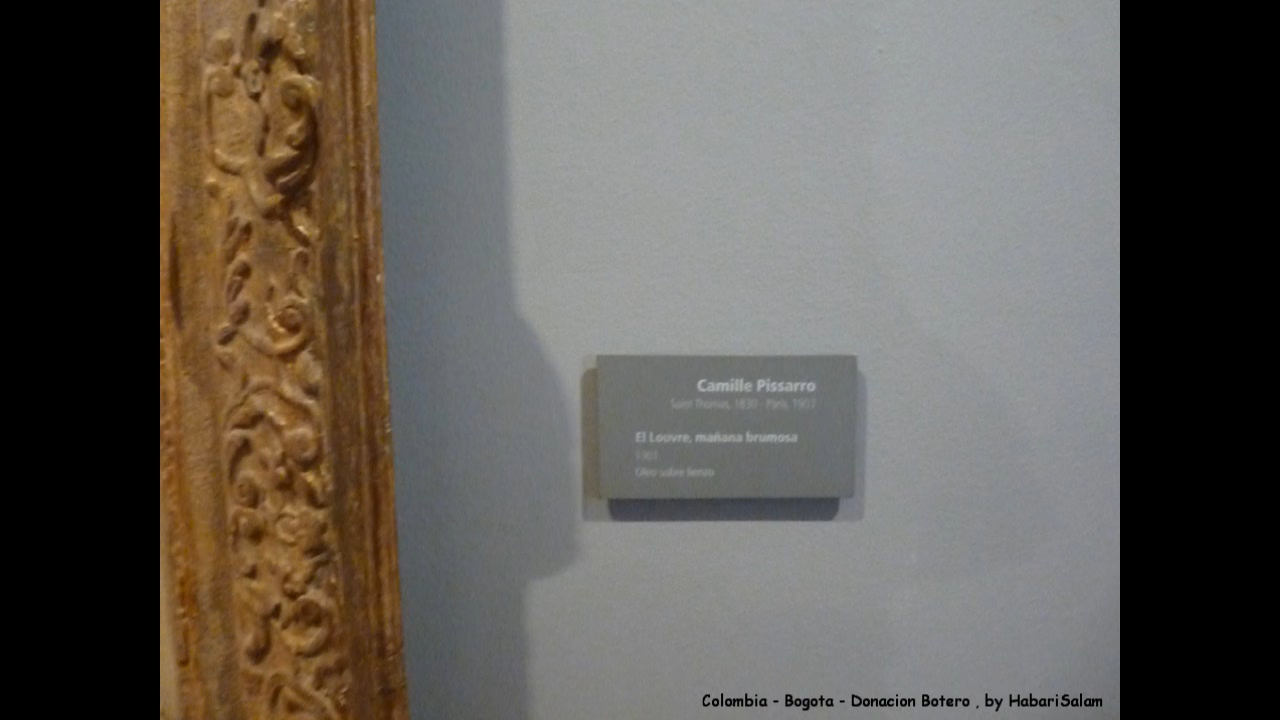 Camille Pissarro
Saint Thomas, 1830 - París, 1903
El Louvre, mañana brumosa
1901
Oleo sobre lienzo
Colombia - Bogota - Donacion Botero , by HabariSalam